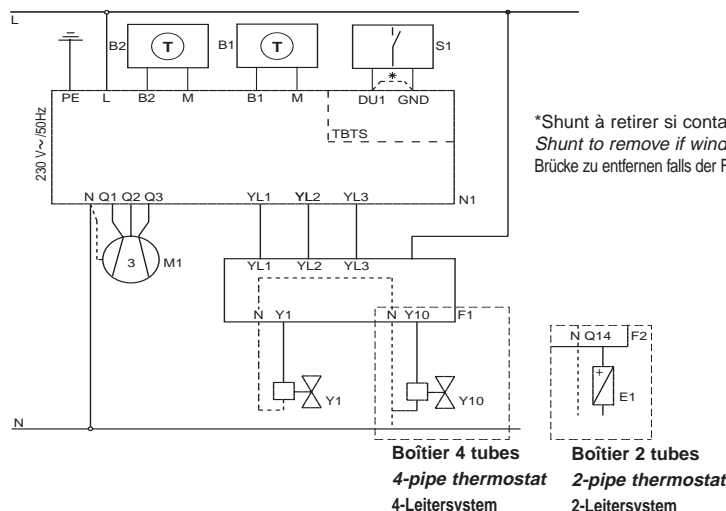 L
B2 T B1 T S1
*
PE L B2 M B1 M DU1 GND
TBTS
230 V~/50Hz
*Shunt à retirer si conta
Shunt to remove if wind
Brücke zu entfernen falls der F
N Q1 Q2 Q3 YL1 YL2 YL3 N1
3 M1
YL1 YL2 YL3
N Y1 N Y10 F1
N Q14 F2
+
E1
Y1 Y10
N
Boîtier 4 tubes
4-pipe thermostat
4-Leitersystem
Boîtier 2 tubes
2-pipe thermostat
2-Leitersystem